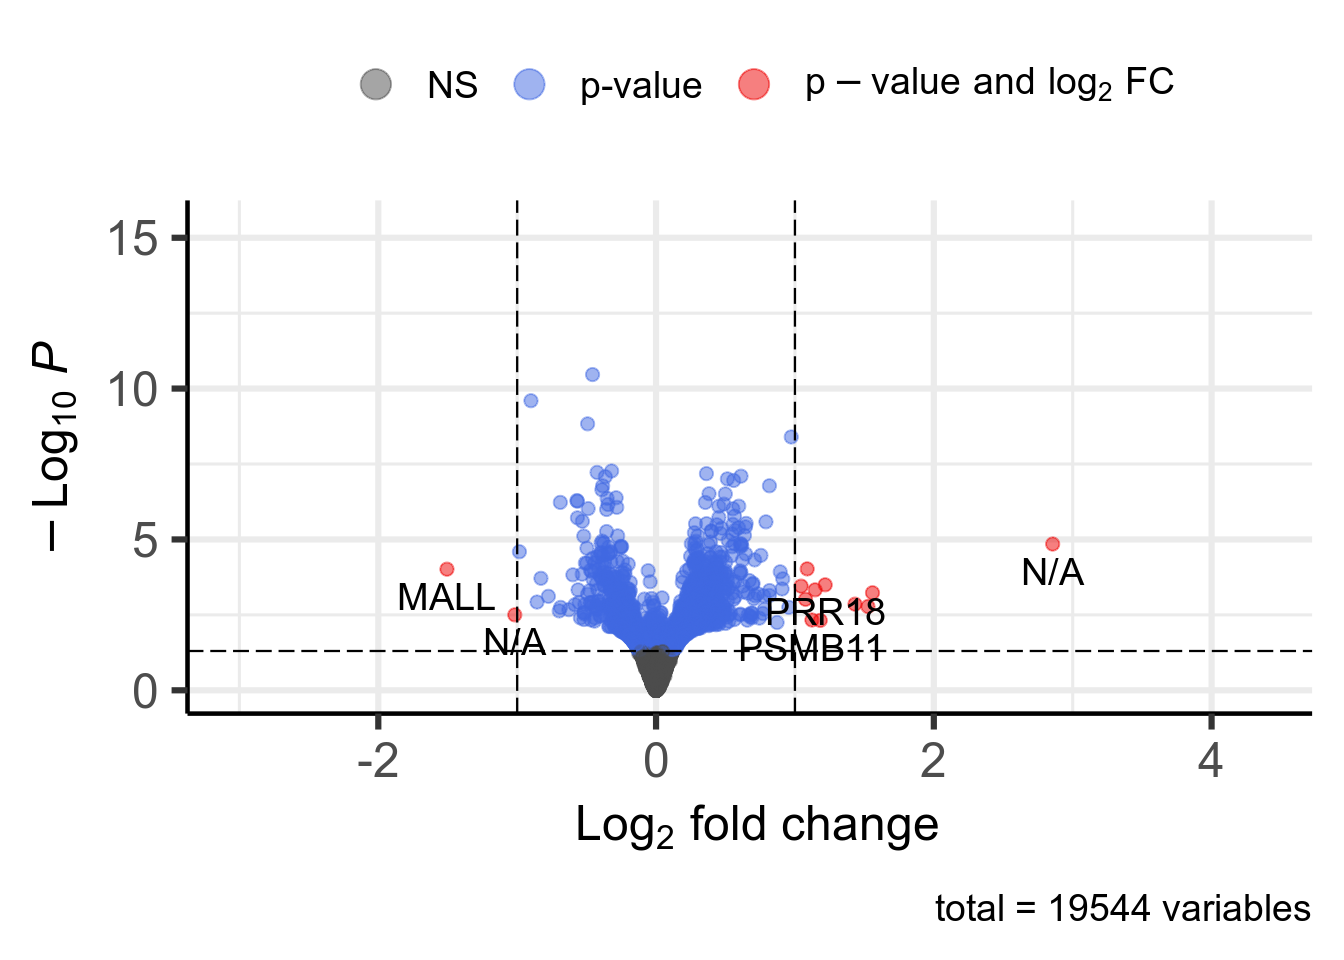 NS p-value p − value and log₂ FC
15
10
5
0
− Log₁₀ P
MALL
N/A
N/A
PRR18
PSMB11
-2 0 2 4
Log₂ fold change
total = 19544 variables